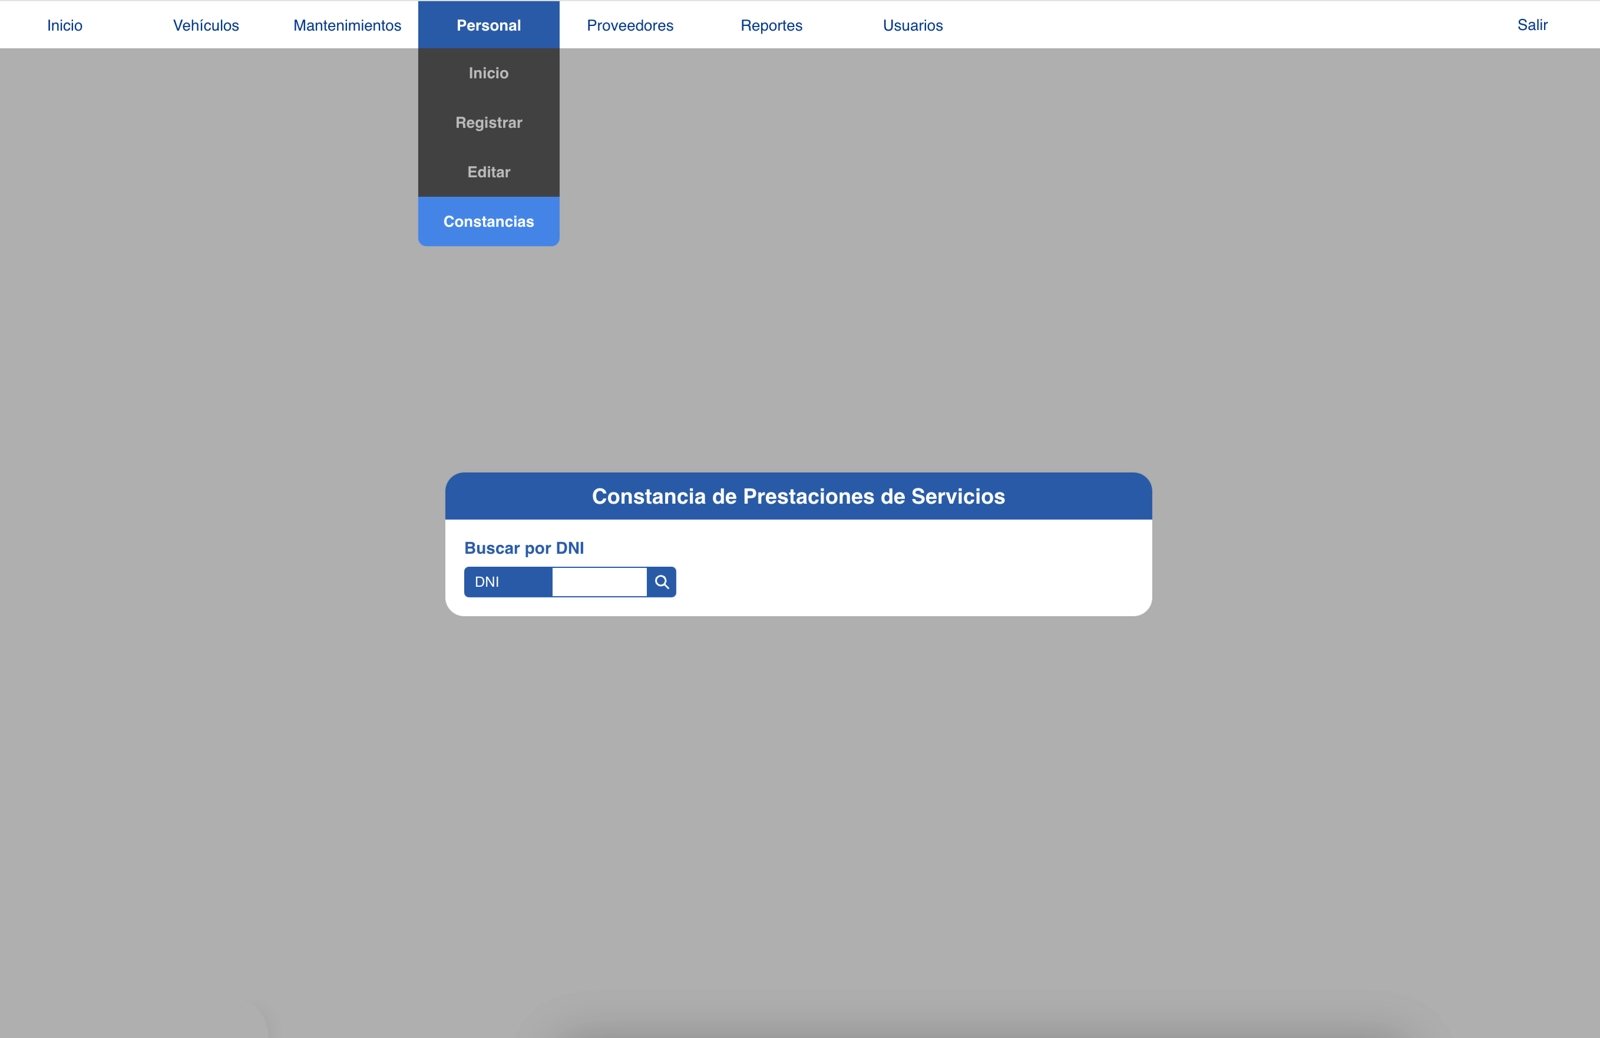 Inicio
Vehículos
Mantenimientos
Personal
Proveedores
Reportes
Usuarios
Salir
Inicio
Registrar
Editar
Constancias
Constancia de Prestaciones de Servicios
Buscar por DNI
DNI